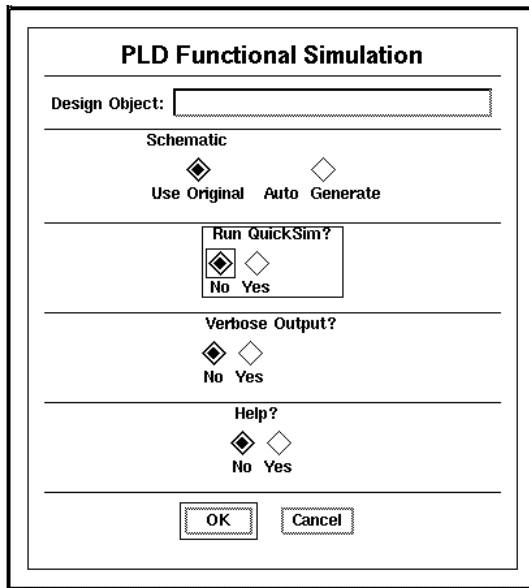 PLD Functional Simulation
Design Object:
Schematic
Use Original Auto Generate
Run QuickSim?
No Yes
Verbose Output?
No Yes
Help?
No Yes
OK Cancel